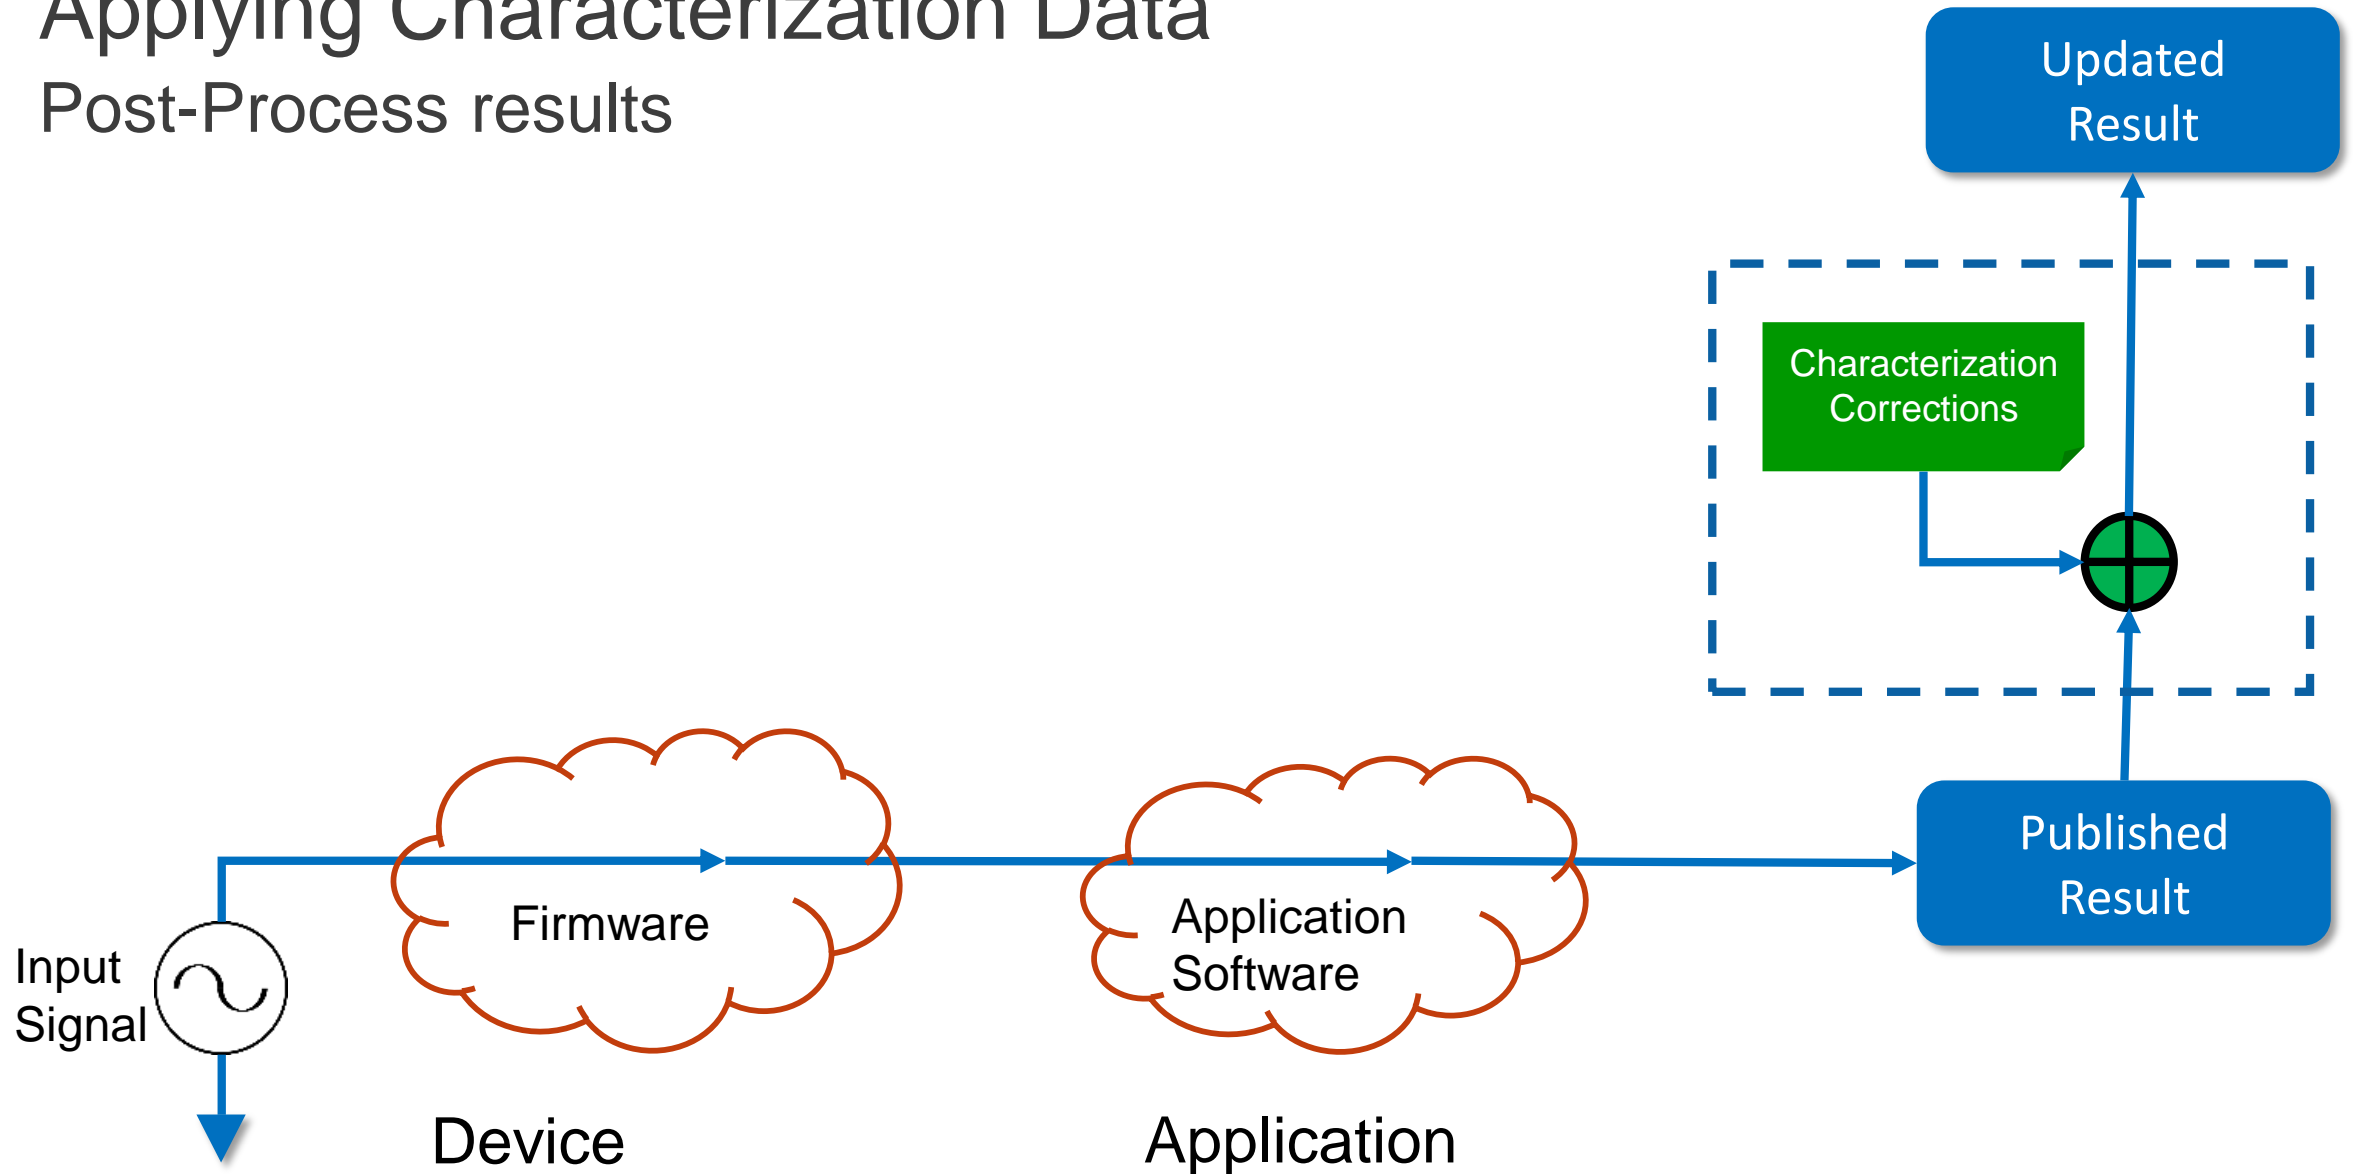 Applying Characterization Data
Post-Process results
Updated
Result
Characterization
Corrections
Published
Result
Firmware
Application
Software
Input
Signal
Device
Application